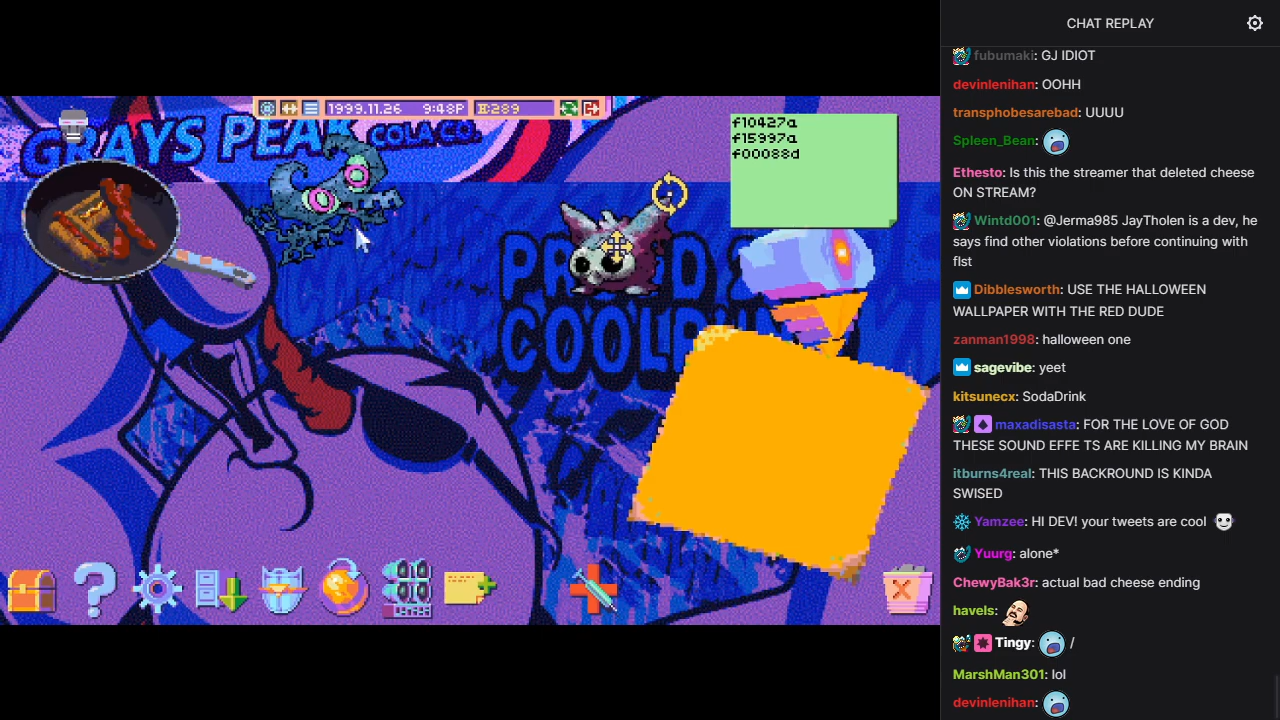 GRAYS PEAK COLA CO.
1999.11.26 9:48P 289
f10427a
f15997a
f00088d
CHAT REPLAY
fubumaki: GJ IDIOT
devinlenihan: OOHH
transphobesarebad: UUUU
Spleen_Bean:
Ethesto: Is this the streamer that deleted cheese
ON STREAM?
Wintd001: @Jerma985 JayTholen is a dev, he
says find other violations before continuing with
fIst
Dibblesworth: USE THE HALLOWEEN
WALLPAPER WITH THE RED DUDE
zanman1998: halloween one
sagevibe: yeet
kitsunecx: SodaDrink
maxadisasta: FOR THE LOVE OF GOD
THESE SOUND EFFE TS ARE KILLING MY BRAIN
itburns4real: THIS BACKROUND IS KINDA
SWISED
Yamzee: HI DEV! your tweets are cool
Yuurg: alone*
ChewyBak3r: actual bad cheese ending
havels:
Tingy: /
MarshMan301: lol
devinlenihan: